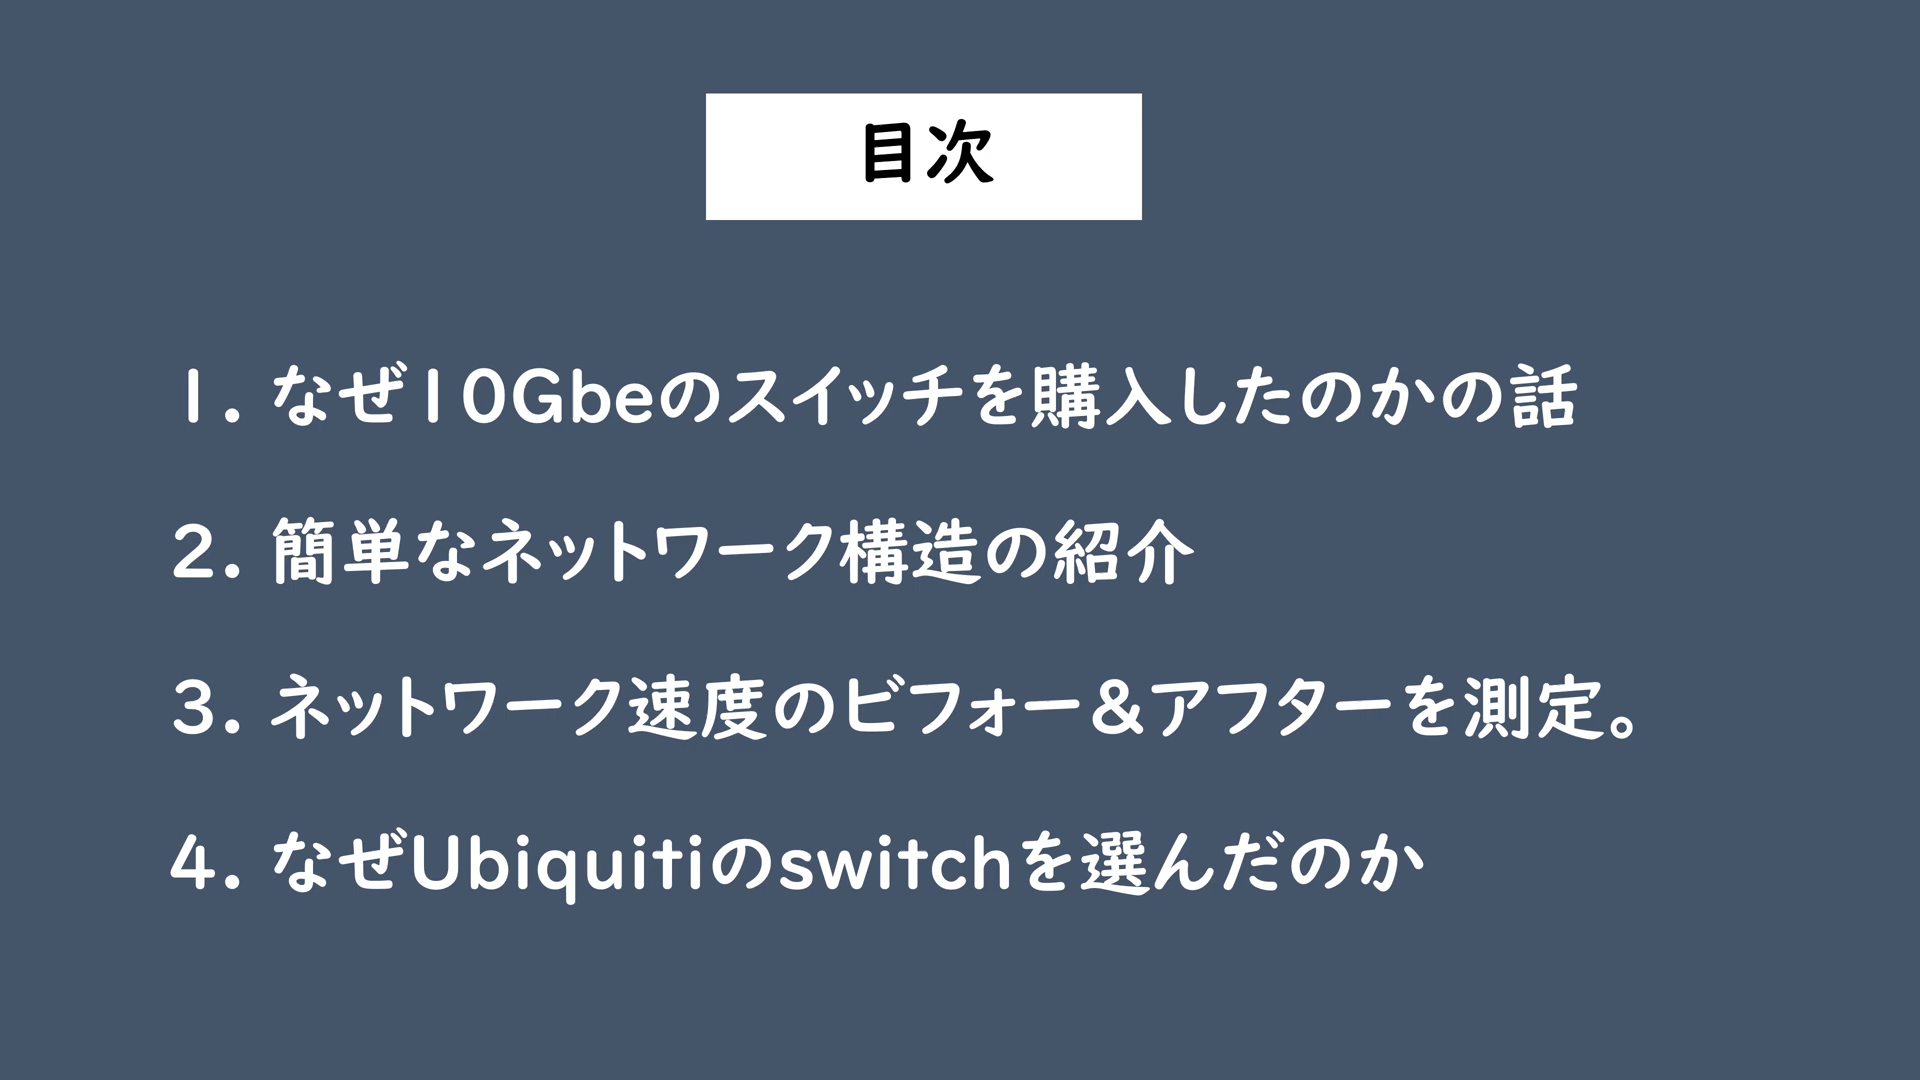 目次
1. なぜ10Gbeのスイッチを購入したのかの話
2. 簡単なネットワーク構造の紹介
3. ネットワーク速度のビフォー&アフターを測定。
4. なぜUbiquitiのswitchを選んだのか